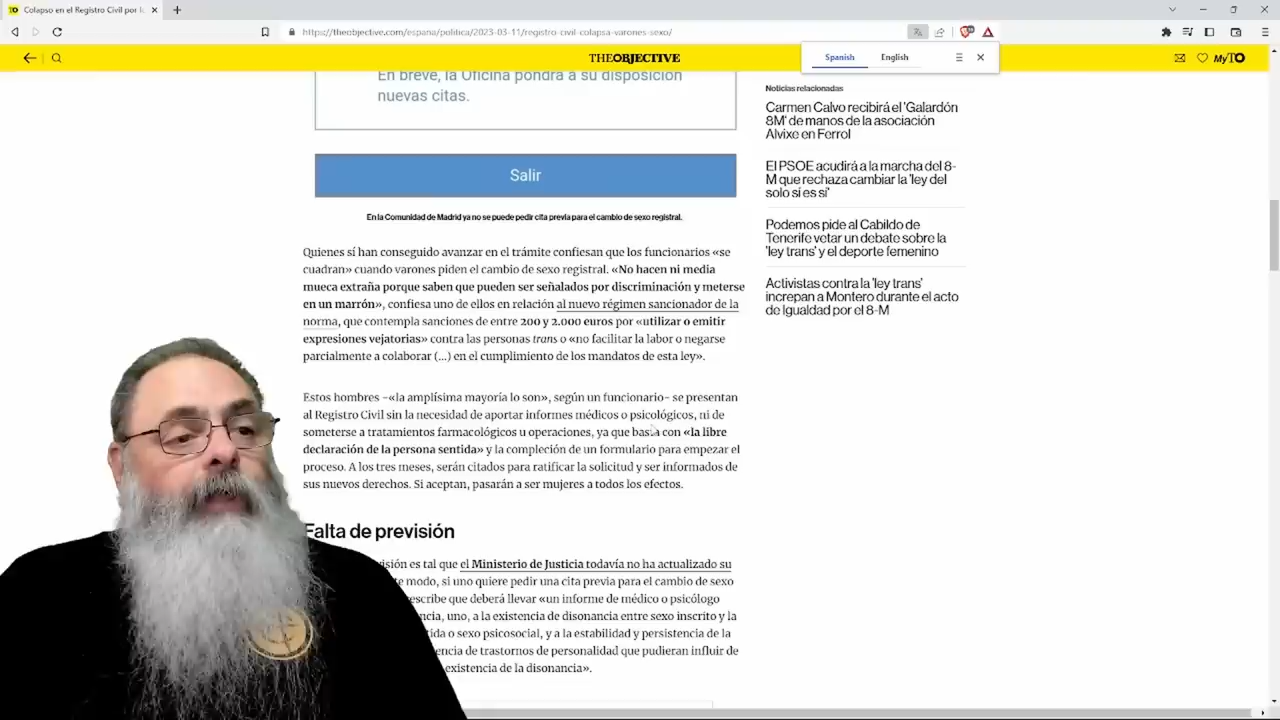 Colapso en el Registro Civil por l
https://theobjective.com/espana/politica/2023-03-11/registro-civil-colapsa-varones-sexo/
THEOBJECTIVE
Spanish English
MyTO
En breve, la Oficina pondrá a su disposición
nuevas citas.
Salir
En la Comunidad de Madrid ya no se puede pedir cita previa para el cambio de sexo registral.
Quienes sí han conseguido avanzar en el trámite confiesan que los funcionarios «se
cuadran» cuando varones piden el cambio de sexo registral. «No hacen ni media
mueca extraña porque saben que pueden ser señalados por discriminación y meterse
en un marrón», confiesa uno de ellos en relación al nuevo régimen sancionador de la
norma, que contempla sanciones de entre 200 y 2.000 euros por «utilizar o emitir
expresiones vejatorias» contra las personas trans o «no facilitar la labor o negarse
parcialmente a colaborar (...) en el cumplimiento de los mandatos de esta ley».
Estos hombres -«la amplísima mayoría lo son», según un funcionario- se presentan
al Registro Civil sin la necesidad de aportar informes médicos o psicológicos, ni de
someterse a tratamientos farmacológicos u operaciones, ya que basta con «la libre
declaración de la persona sentida» y la compleción de un formulario para empezar el
proceso. A los tres meses, serán citados para ratificar la solicitud y ser informados de
sus nuevos derechos. Si aceptan, pasarán a ser mujeres a todos los efectos.
Falta de previsión
es tal que el Ministerio de Justicia todavía no ha actualizado su
modo, si uno quiere pedir una cita previa para el cambio de sexo
que deberá llevar «un informe de médico o psicólogo
uno, a la existencia de disonancia entre sexo inscrito y la
o sexo psicosocial, y a la estabilidad y persistencia de la
de trastornos de personalidad que pudieran influir de
existencia de la disonancia».
Noticias relacionadas
Carmen Calvo recibirá el 'Galardón
8M' de manos de la asociación
Alvixe en Ferrol
El PSOE acudirá a la marcha del 8-
M que rechaza cambiar la 'ley del
solo sí es sí'
Podemos pide al Cabildo de
Tenerife vetar un debate sobre la
'ley trans' y el deporte femenino
Activistas contra la 'ley trans'
increpan a Montero durante el acto
de Igualdad por el 8-M